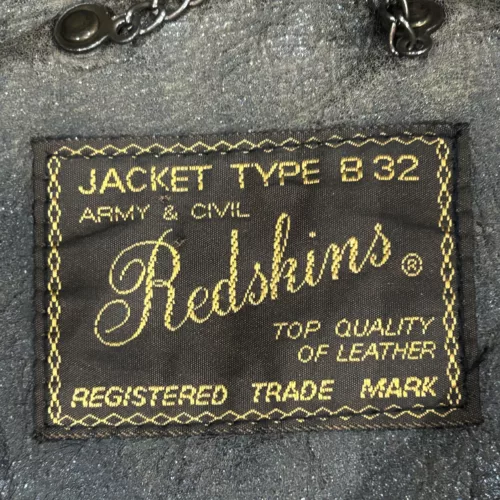 JACKET TYPE B 32
ARMY & CIVIL
Redskins ®
TOP QUALITY
OF LEATHER
REGISTERED TRADE MARK